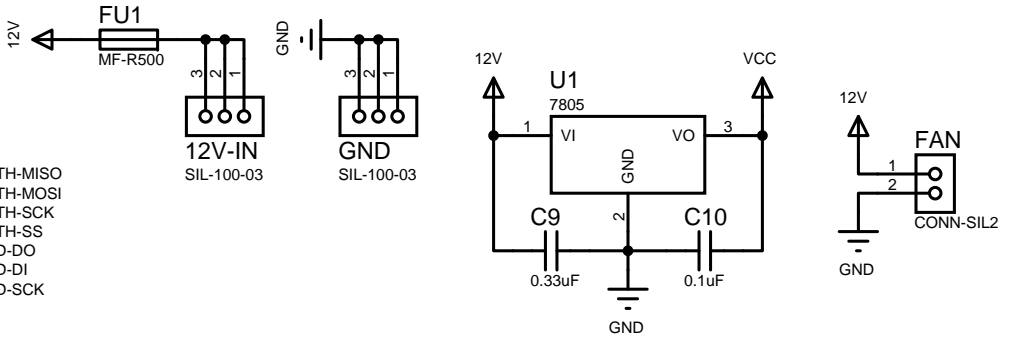 12V
FU1
MF-R500
3
2
1
12V-IN
SIL-100-03
GND
3
2
1
GND
SIL-100-03
TH-MISO
TH-MOSI
TH-SCK
TH-SS
D-DO
D-DI
D-SCK
12V
U1
7805
VCC
1
VI
VO
3
GND
2
C9
0.33uF
C10
0.1uF
GND
12V
FAN
1
2
CONN-SIL2
GND